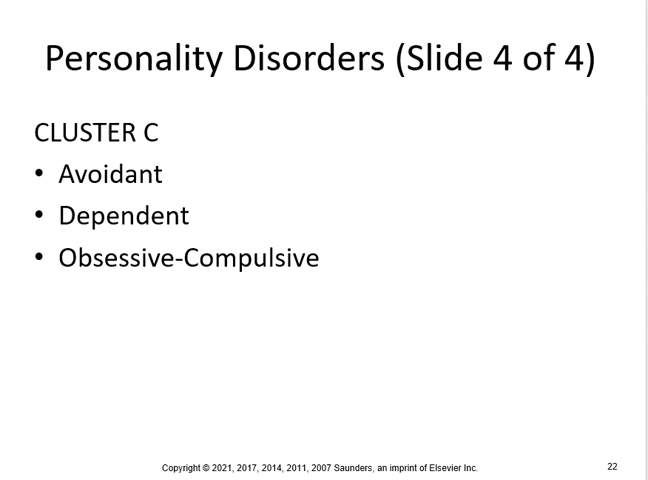 Personality Disorders (Slide 4 of 4)
CLUSTER C
• Avoidant
• Dependent
• Obsessive-Compulsive
Copyright © 2021, 2017, 2014, 2011, 2007 Saunders, an imprint of Elsevier Inc.
22